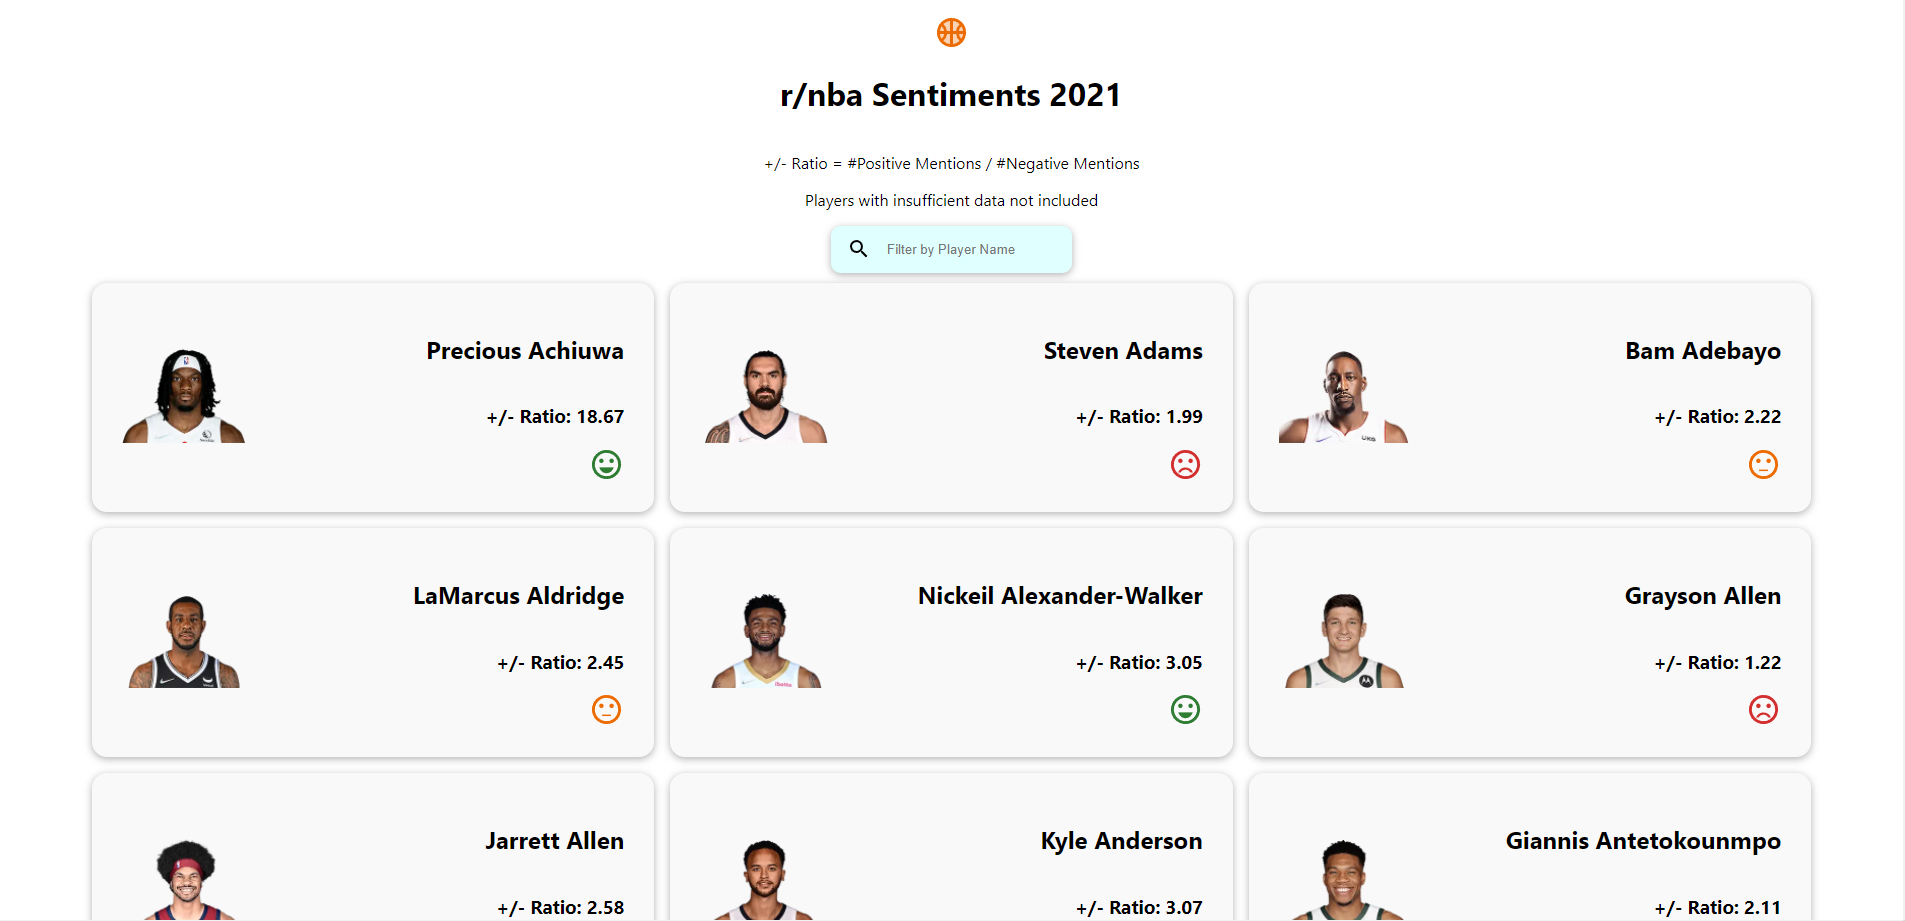 r/nba Sentiments 2021
+/- Ratio = #Positive Mentions / #Negative Mentions
Players with insufficient data not included
Filter by Player Name
Precious Achiuwa
+/- Ratio: 18.67
Steven Adams
+/- Ratio: 1.99
Bam Adebayo
+/- Ratio: 2.22
LaMarcus Aldridge
+/- Ratio: 2.45
Nickeil Alexander-Walker
+/- Ratio: 3.05
Grayson Allen
+/- Ratio: 1.22
Jarrett Allen
+/- Ratio: 2.58
Kyle Anderson
+/- Ratio: 3.07
Giannis Antetokounmpo
+/- Ratio: 2.11